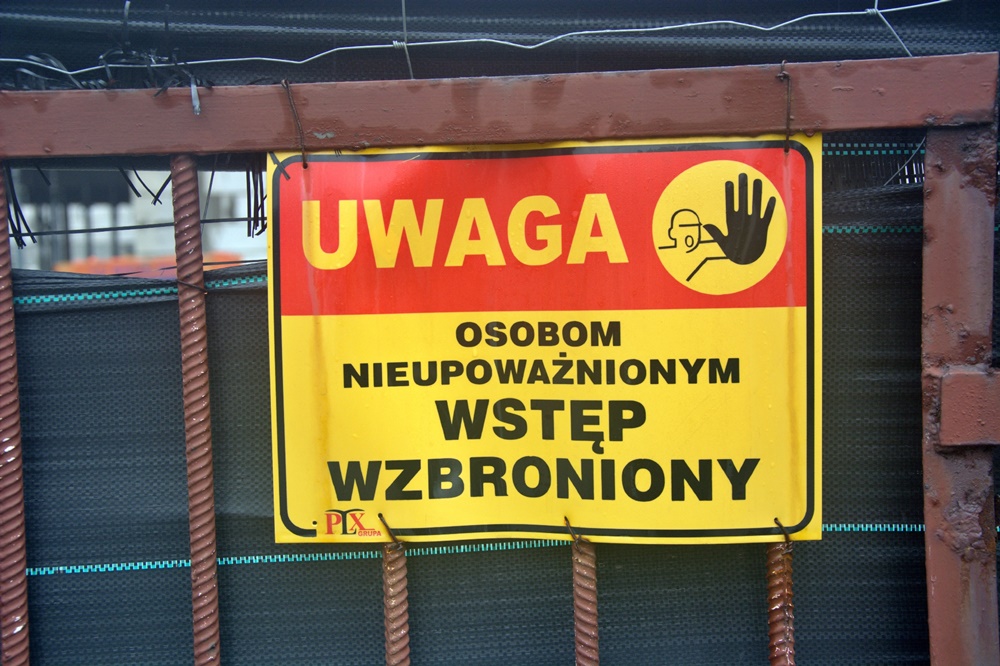 UWAGA
OSOBOM
NIEUPOWAŻNIONYM
WSTĘP
WZBRONIONY
PLX
GRUPA